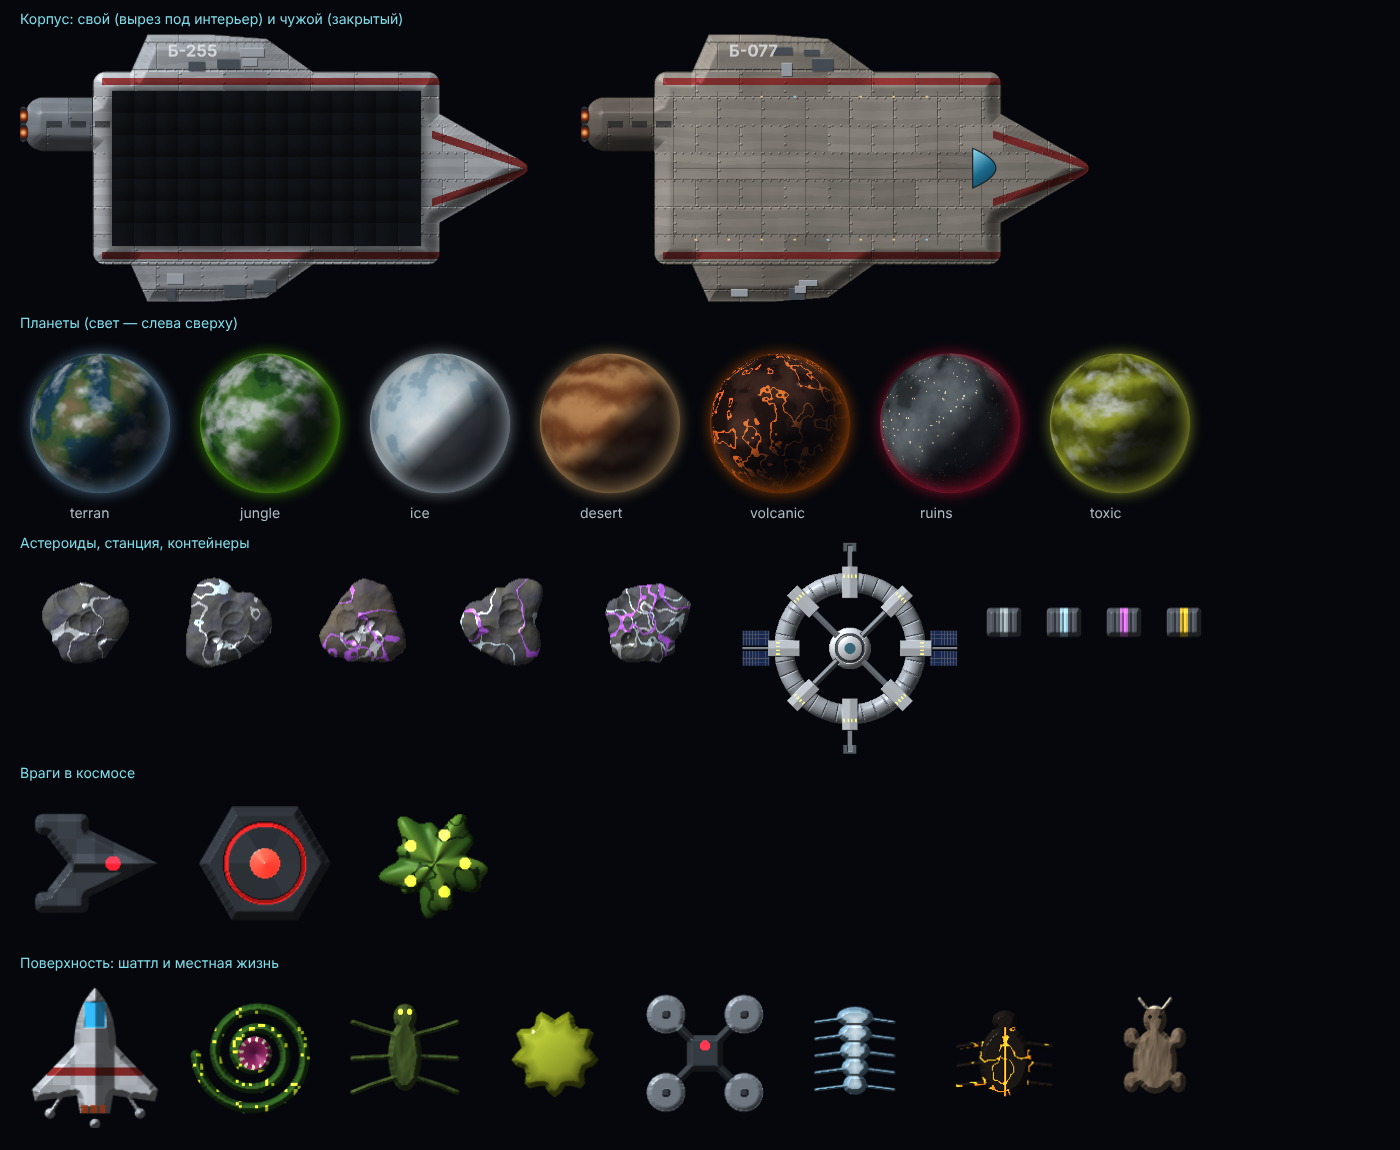 Корпус: свой (вырез под интерьер) и чужой (закрытый)
Б-255
Б-077
Планеты (свет — слева сверху)
terran
jungle
ice
desert
volcanic
ruins
toxic
Астероиды, станция, контейнеры
Враги в космосе
Поверхность: шаттл и местная жизнь